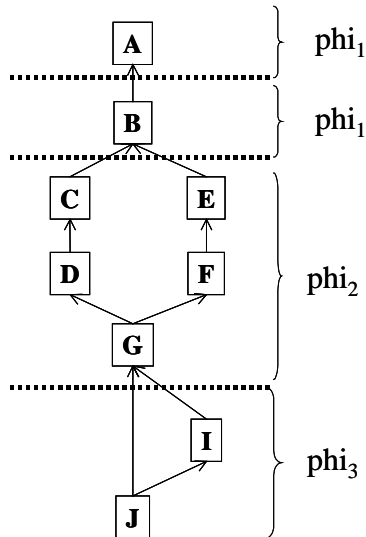 A phi₁
B phi₁
C E
D F phi₂
G
I phi₃
J